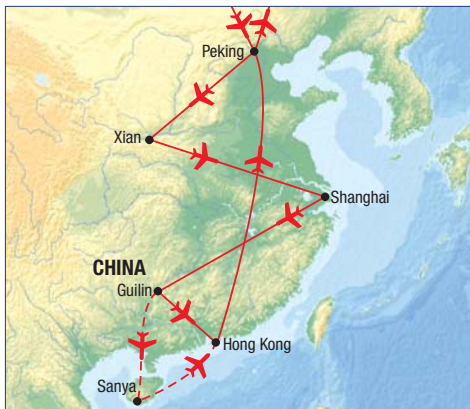 Peking
Xian
Shanghai
CHINA
Guilin
Hong Kong
Sanya